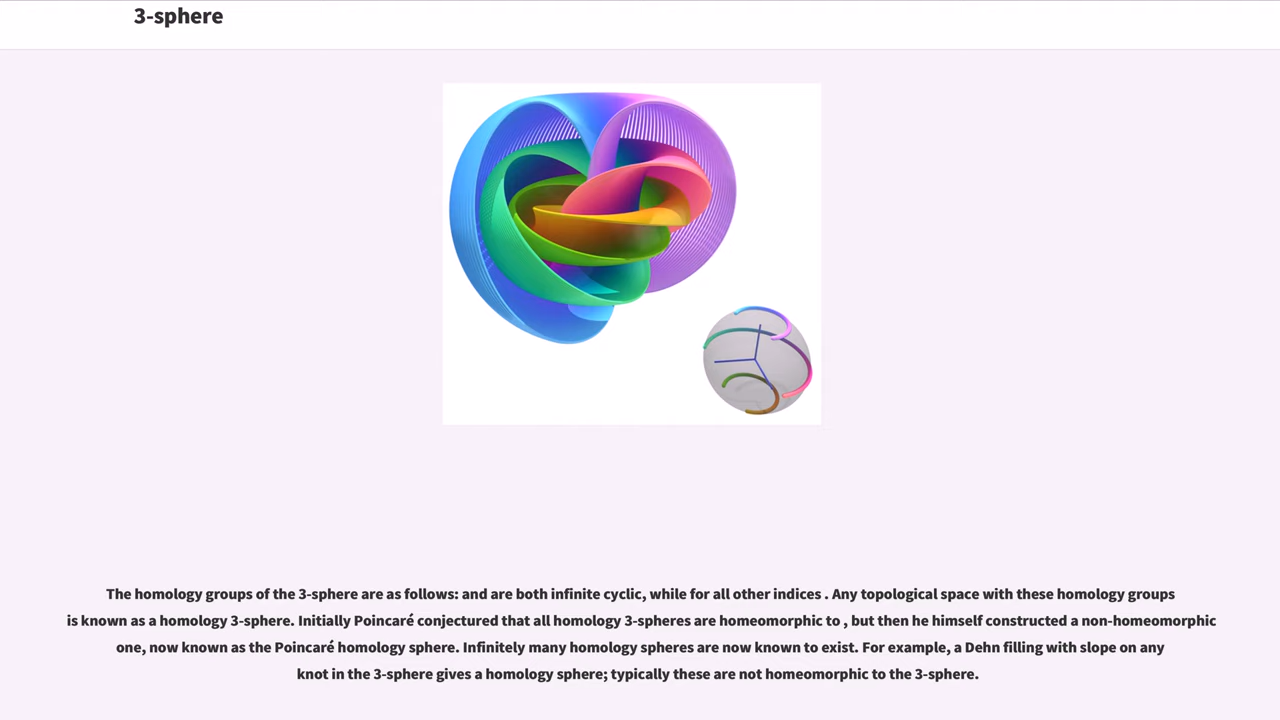 3-sphere
The homology groups of the 3-sphere are as follows: and are both infinite cyclic, while for all other indices . Any topological space with these homology groups
is known as a homology 3-sphere. Initially Poincaré conjectured that all homology 3-spheres are homeomorphic to , but then he himself constructed a non-homeomorphic
one, now known as the Poincaré homology sphere. Infinitely many homology spheres are now known to exist. For example, a Dehn filling with slope on any
knot in the 3-sphere gives a homology sphere; typically these are not homeomorphic to the 3-sphere.